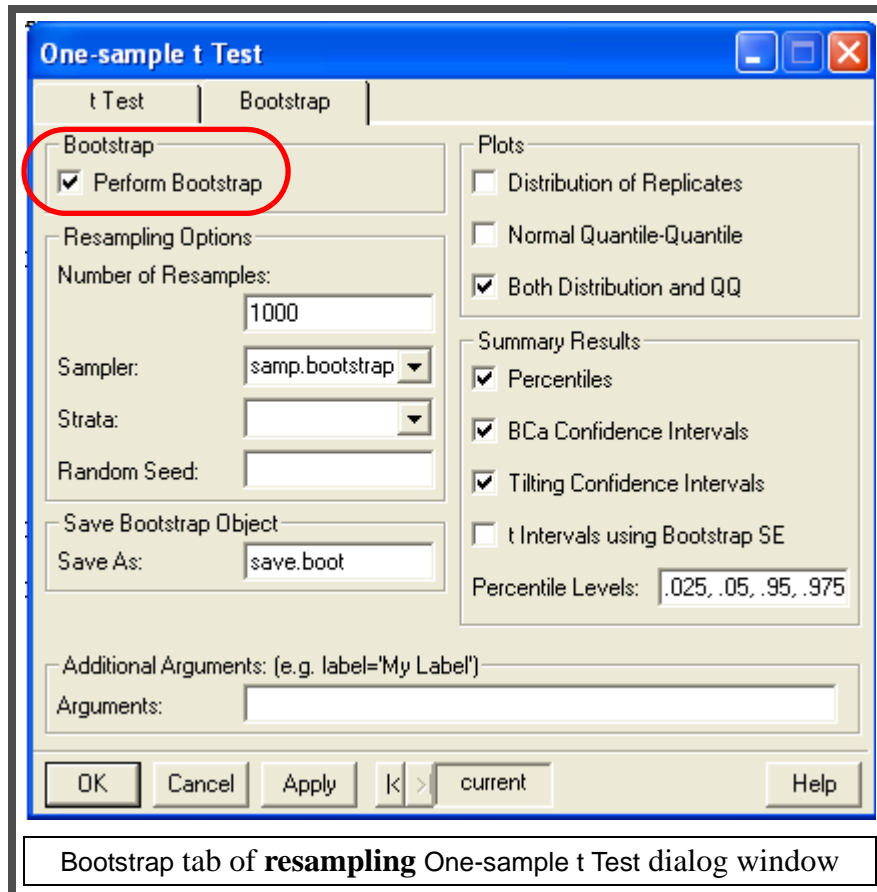 One-sample t Test
t Test
Bootstrap
Bootstrap
Perform Bootstrap
Resampling Options
Number of Resamples:
1000
Sampler:
samp.bootstrap
Strata:
Random Seed:
Save Bootstrap Object
Save As:
save.boot
Plots
Distribution of Replicates
Normal Quantile-Quantile
Both Distribution and QQ
Summary Results
Percentiles
BCa Confidence Intervals
Tilting Confidence Intervals
t Intervals using Bootstrap SE
Percentile Levels: .025, .05, .95, .975
Additional Arguments: (e.g. label='My Label')
Arguments:
OK Cancel Apply current Help
Bootstrap tab of resampling One-sample t Test dialog window